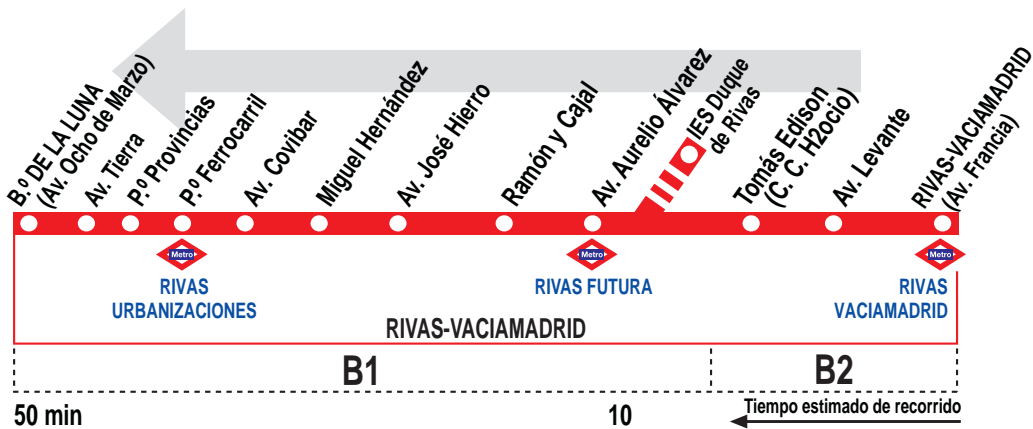 B.º DE LA LUNA
(Av. Ocho de Marzo)
Av. Tierra
P.º Provincias
P.º Ferrocarril
Av. Covibar
Miguel Hernández
Av. José Hierro
Ramón y Cajal
Av. Aurelio Álvarez
IES Duque
de Rivas
Tomás Edison
(C. C. H2ocio)
Av. Levante
RIVAS-VACIAMADRID
(Av. Francia)
Metro
Metro
Metro
RIVAS
URBANIZACIONES
RIVAS FUTURA
RIVAS
VACIAMADRID
RIVAS-VACIAMADRID
B1
B2
50 min
10
Tiempo estimado de recorrido